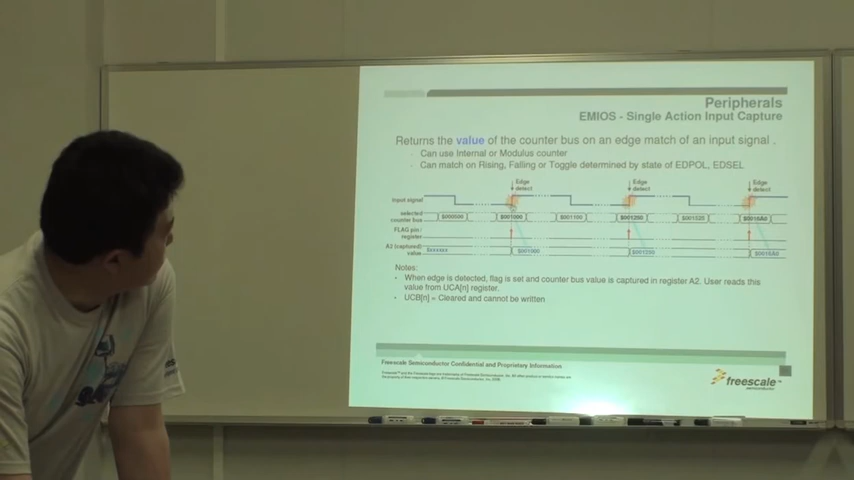 Peripherals
EMIOS - Single Action Input Capture
Returns the value of the counter bus on an edge match of an input signal .
Can use Internal or Modulus counter
Can match on Rising, Falling or Toggle determined by state of EDPOL, EDSEL
Edge detect
Edge detect
Edge detect
Input signal
selected counter bus
$000500
$001000
$001100
$001250
$001525
$0016A0
FLAG pin / register
A2 (captured) value
$xxxxxx
$001000
$001250
$0016A0
Notes:
When edge is detected, flag is set and counter bus value is captured in register A2. User reads this
value from UCA[n] register.
UCB[n] = Cleared and cannot be written
Freescale Semiconductor Confidential and Proprietary Information.
freescale™
semiconductor